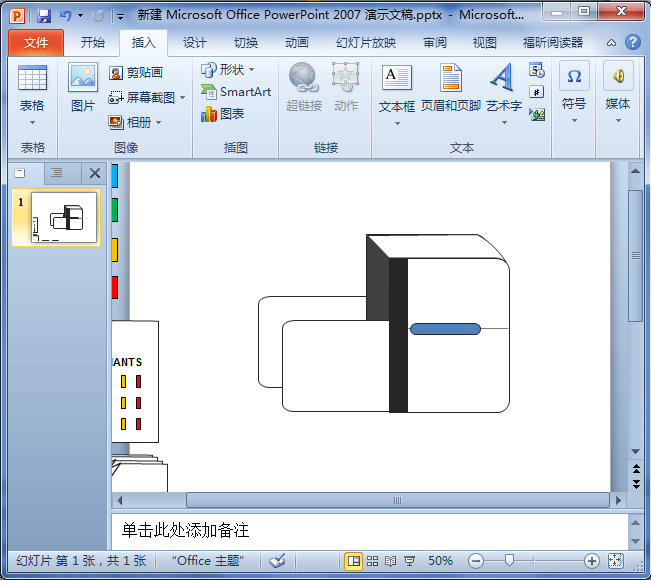 新建 Microsoft Office PowerPoint 2007 演示文稿.pptx - Microsoft...
文件 开始 插入 设计 切换 动画 幻灯片放映 审阅 视图 福昕阅读器
表格 图片 剪贴画 屏幕截图 相册 形状 SmartArt 图表 超链接 动作 文本框 页眉和页脚 艺术字 符号 媒体
表格 图像 插图 链接 文本
1
IANTS
单击此处添加备注
幻灯片 第 1 张，共 1 张 "Office 主题" 50%